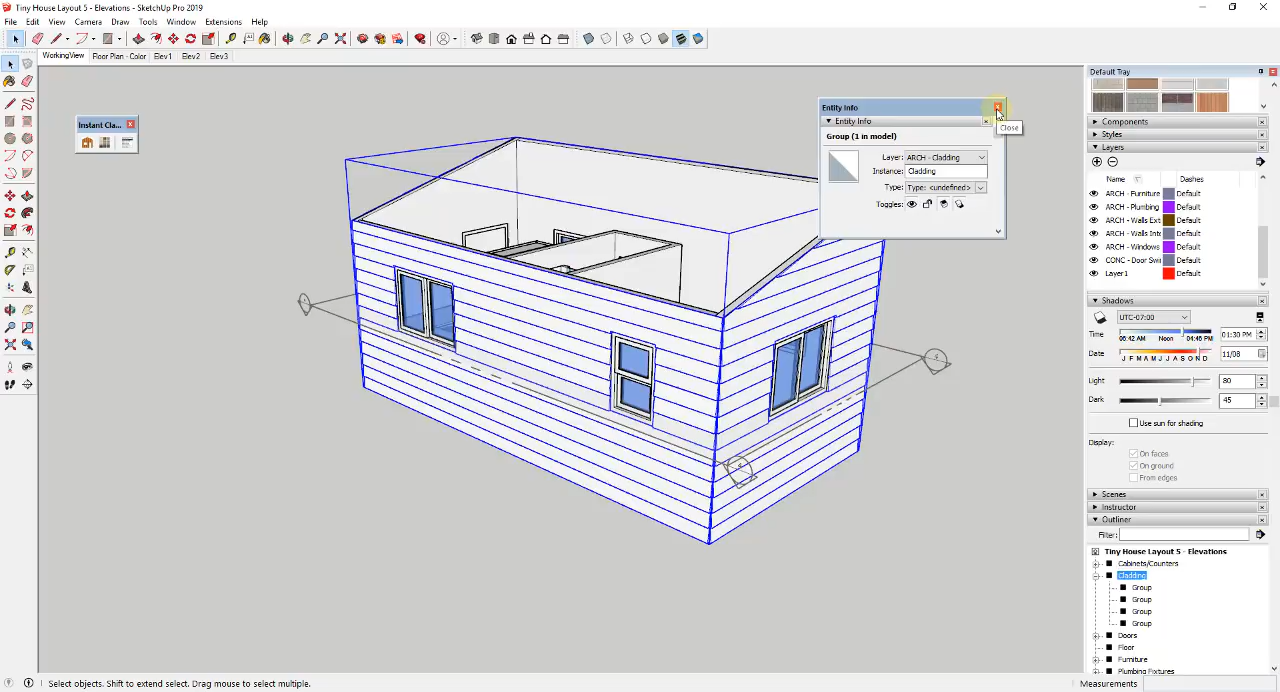 Tiny House Layout 5 - Elevations - SketchUp Pro 2019
File Edit View Camera Draw Tools Window Extensions Help
WorkingView Floor Plan - Color Elev1 Elev2 Elev3
Instant Cla...
Entity Info
Entity Info
Close
Group (1 in model)
Layer: ARCH - Cladding
Instance: Cladding
Type: Type: <undefined>
Toggles:
Default Tray
Components
Styles
Layers
Name Dashes
ARCH - Furniture Default
ARCH - Plumbing Default
ARCH - Walls Ext Default
ARCH - Walls Inte Default
ARCH - Windows Default
CONC - Door Swi Default
Layer1 Default
Shadows
UTC-07:00
Time 06:42 AM Noon 04:46 PM 01:30 PM
Date J F M A M J J A S O N D 11/08
Light 80
Dark 45
Use sun for shading
Display:
On faces
On ground
From edges
Scenes
Instructor
Outliner
Filter:
Tiny House Layout 5 - Elevations
Cabinets/Counters
Cladding
Group
Group
Group
Group
Doors
Floor
Furniture
Plumbing Fixtures
Select objects. Shift to extend select. Drag mouse to select multiple.
Measurements